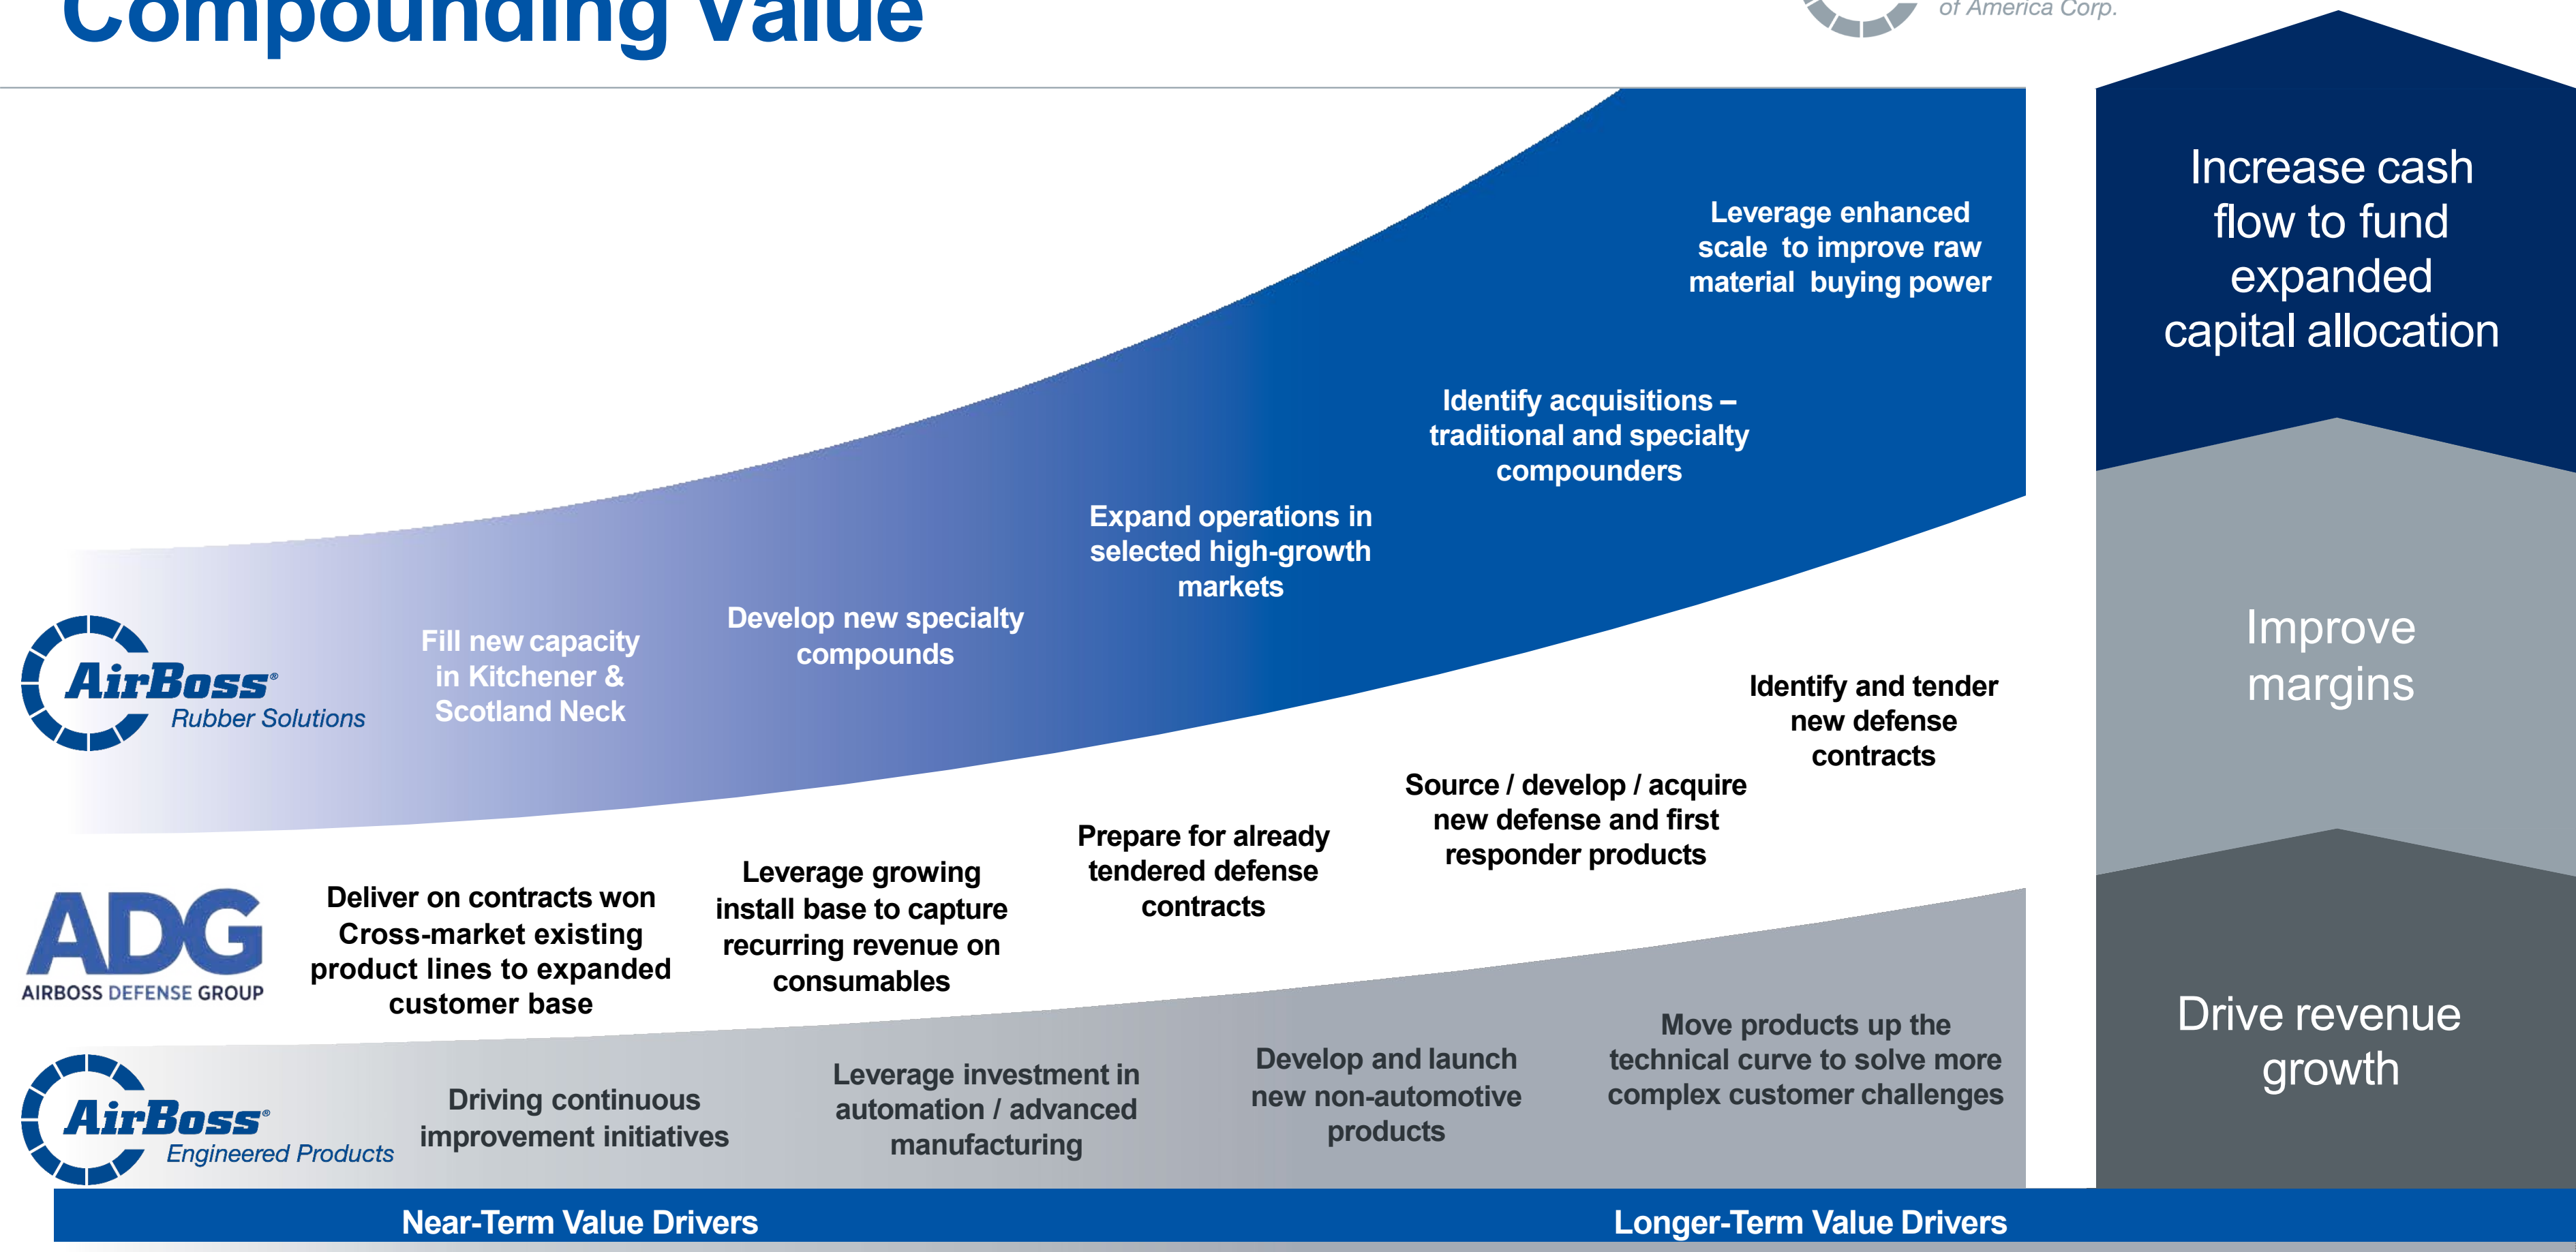 Compounding Value
of America Corp.
Leverage enhanced
scale to improve raw
material buying power
Identify acquisitions –
traditional and specialty
compounders
Expand operations in
selected high-growth
markets
Develop new specialty
compounds
Fill new capacity
in Kitchener &
Scotland Neck
AirBoss®
Rubber Solutions
Identify and tender
new defense
contracts
Source / develop / acquire
new defense and first
responder products
Prepare for already
tendered defense
contracts
Leverage growing
install base to capture
recurring revenue on
consumables
Deliver on contracts won
Cross-market existing
product lines to expanded
customer base
ADG
AIRBOSS DEFENSE GROUP
AirBoss®
Engineered Products
Driving continuous
improvement initiatives
Leverage investment in
automation / advanced
manufacturing
Develop and launch
new non-automotive
products
Move products up the
technical curve to solve more
complex customer challenges
Near-Term Value Drivers
Longer-Term Value Drivers
Increase cash
flow to fund
expanded
capital allocation
Improve
margins
Drive revenue
growth